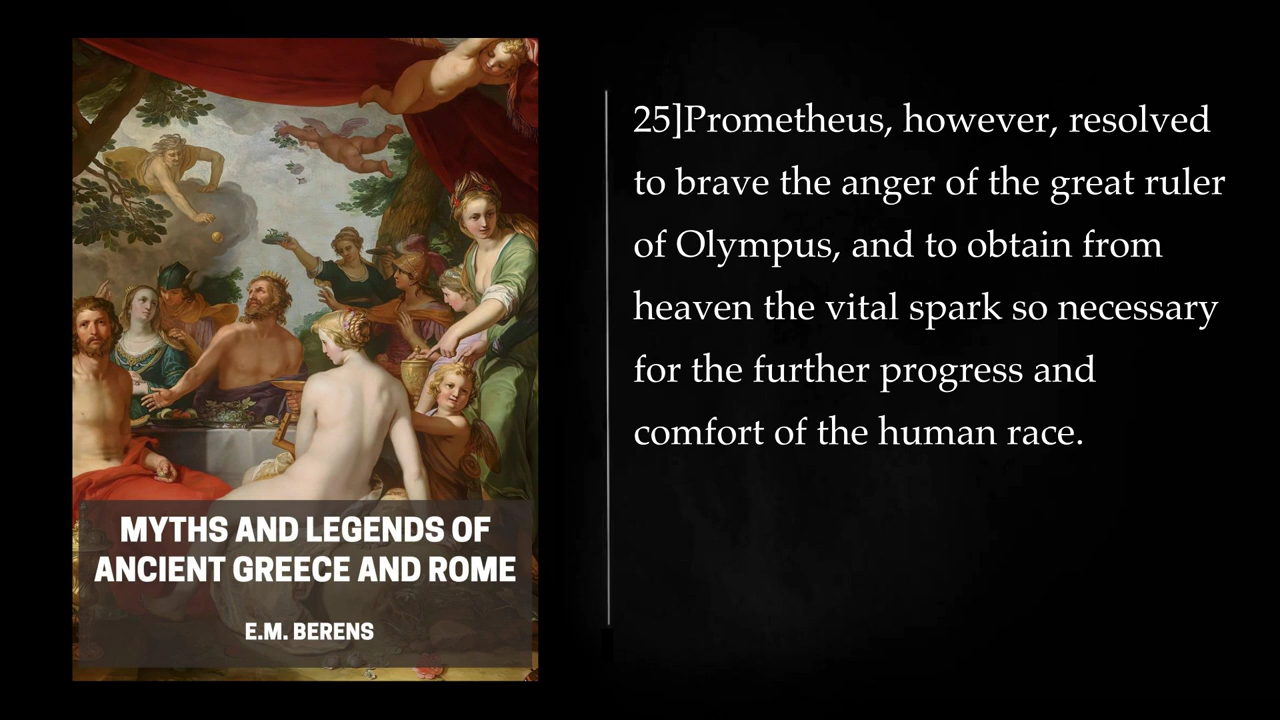 MYTHS AND LEGENDS OF
ANCIENT GREECE AND ROME
E.M. BERENS
25]Prometheus, however, resolved
to brave the anger of the great ruler
of Olympus, and to obtain from
heaven the vital spark so necessary
for the further progress and
comfort of the human race.